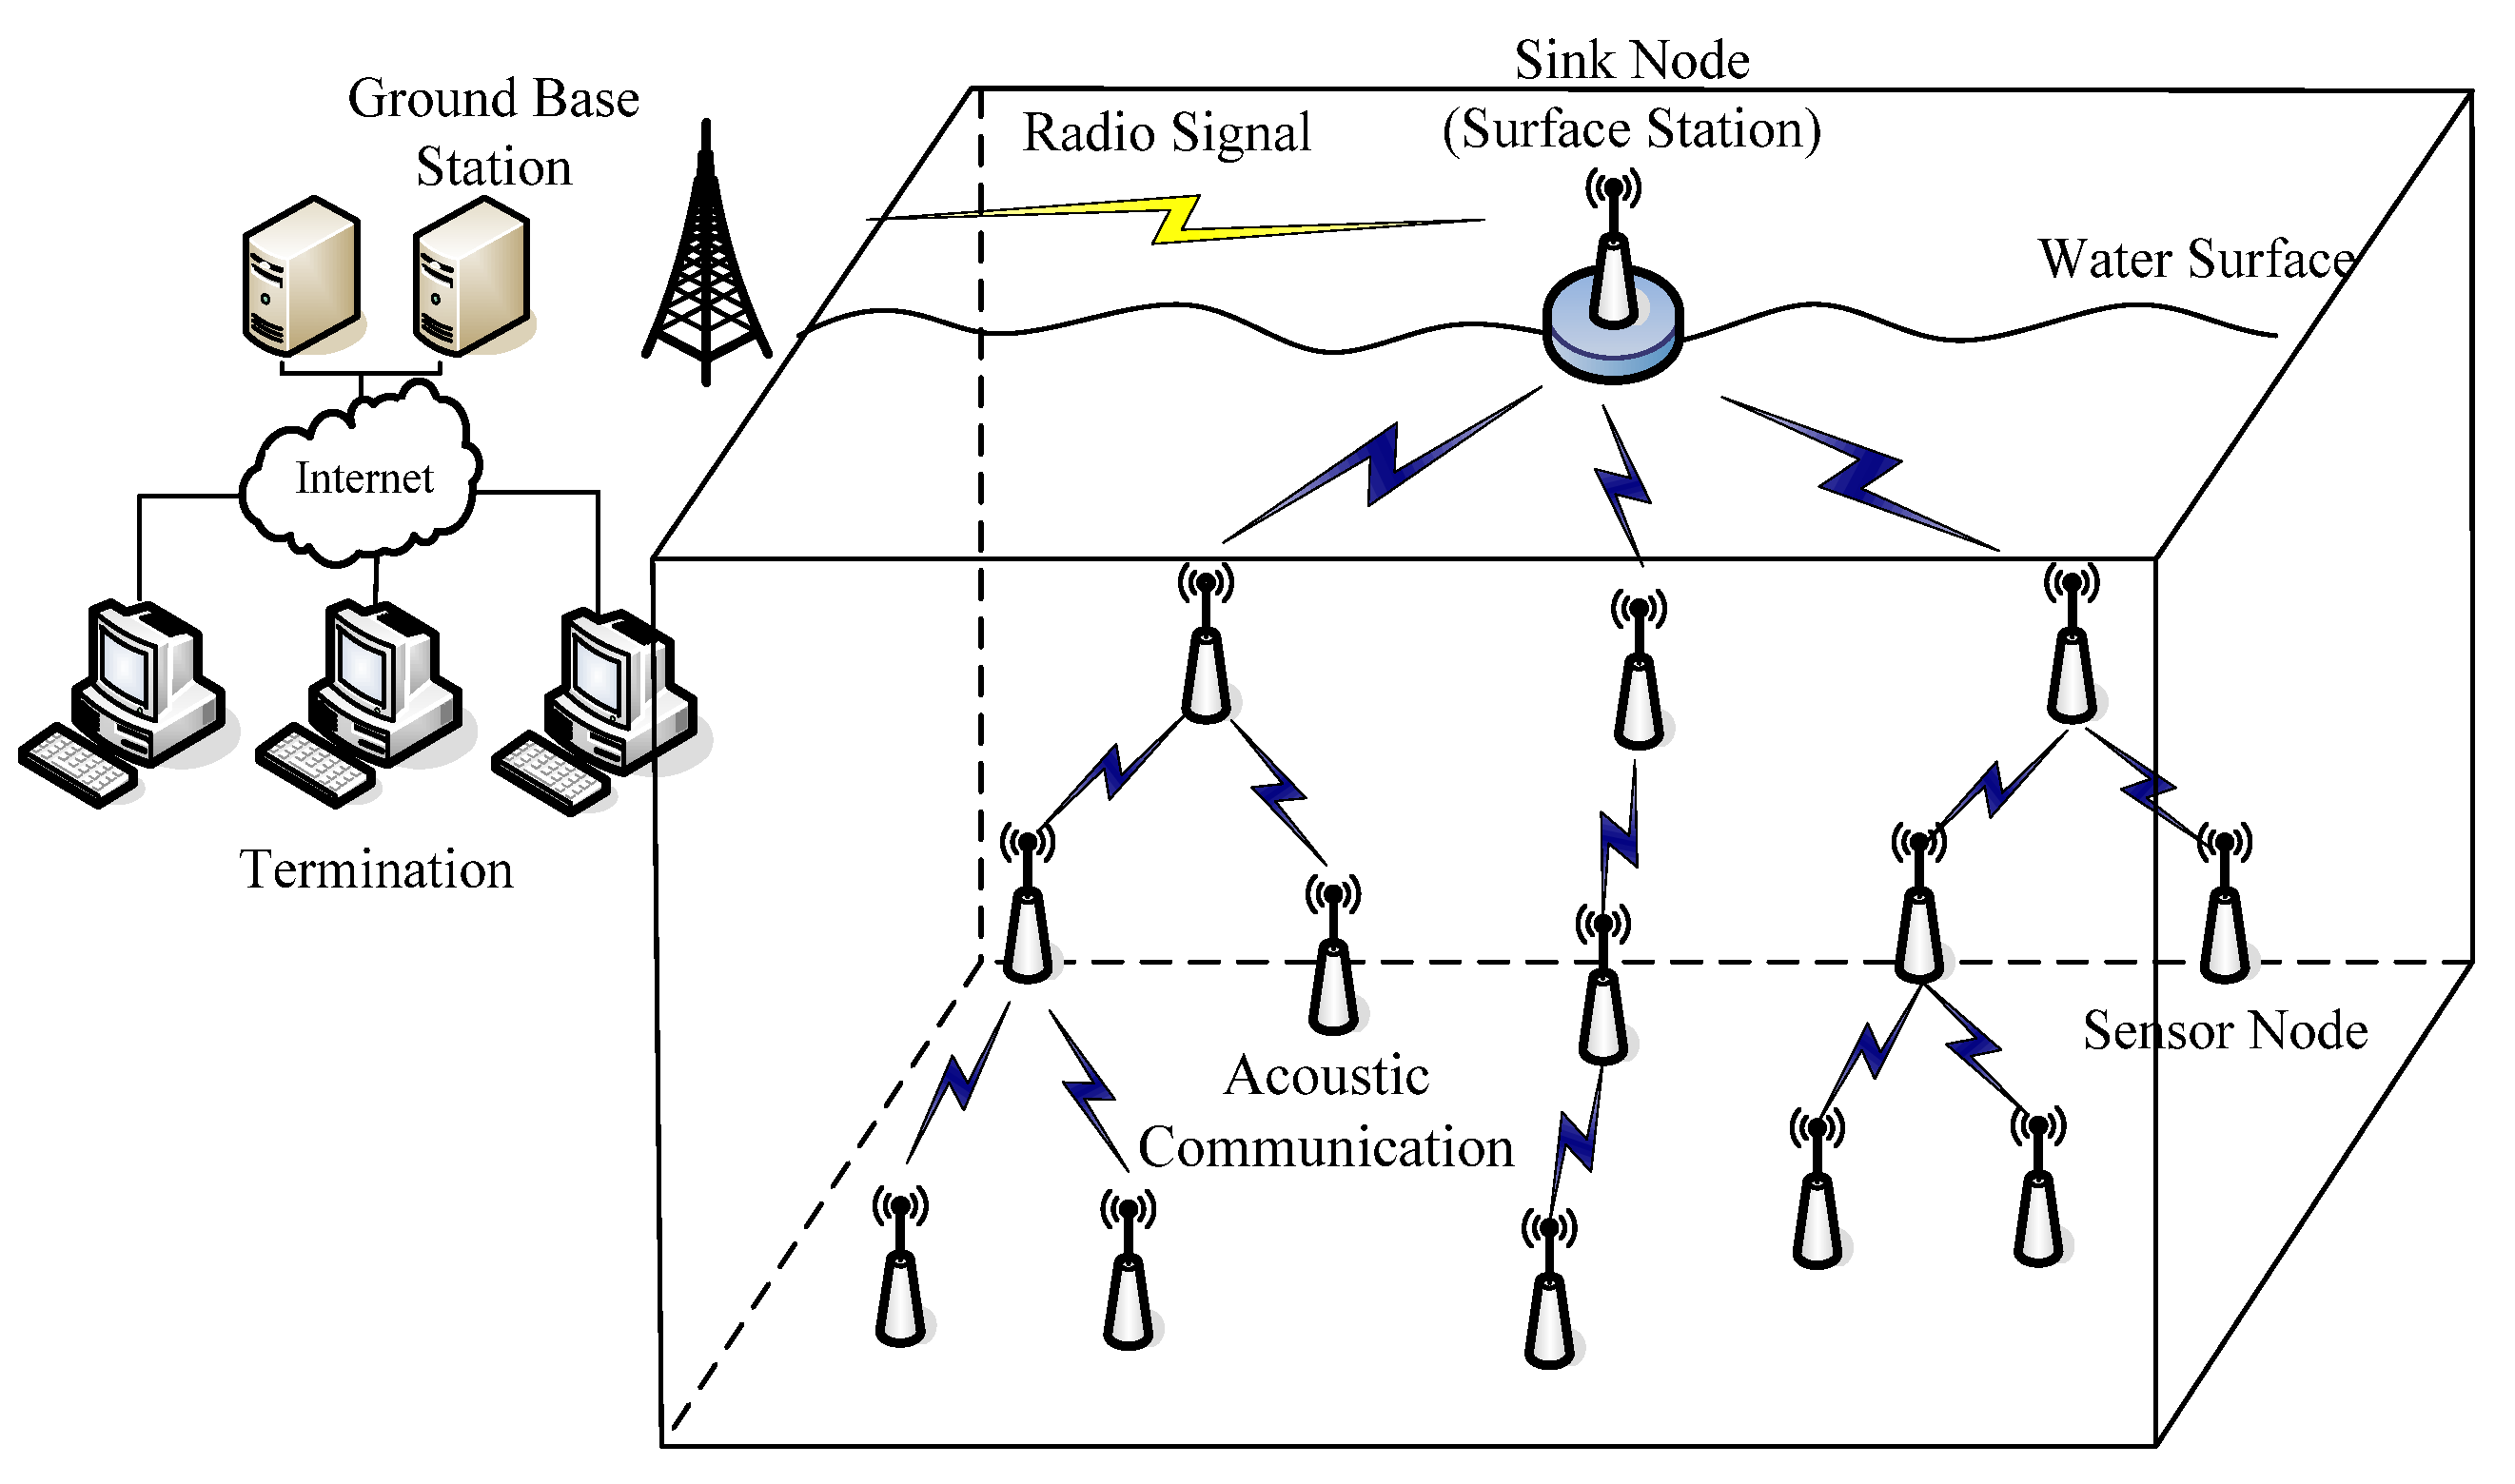 Ground Base
Station
Internet
Termination
Sink Node
(Surface Station)
Radio Signal
Water Surface
Sensor Node
Acoustic
Communication